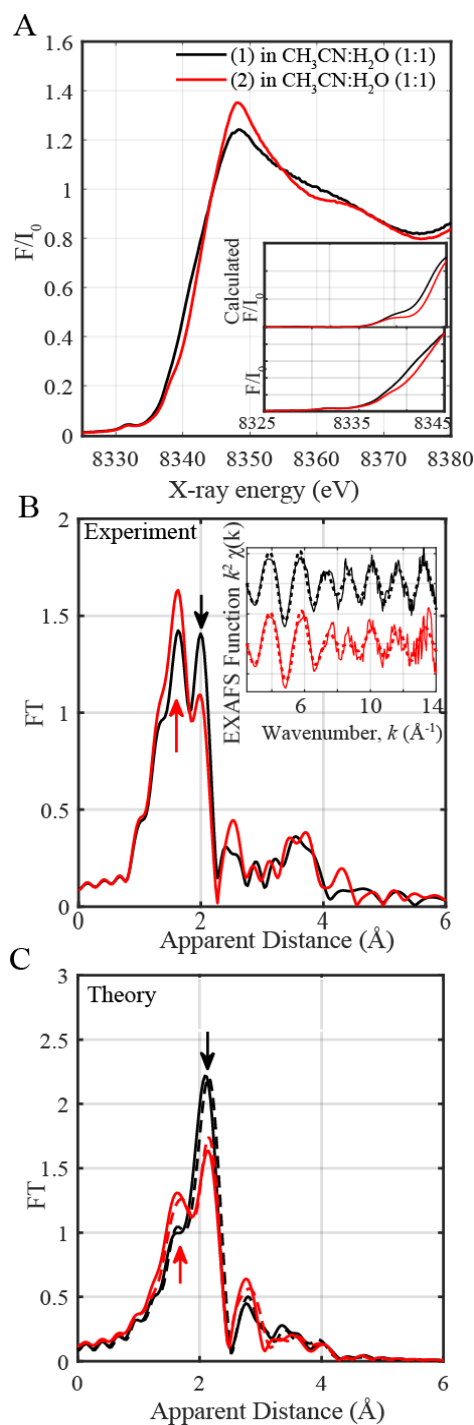 A
1.6
(1) in CH₃CN:H₂O (1:1)
(2) in CH₃CN:H₂O (1:1)
1.4
1.2
1
0.8
0.6
0.4
0.2
0
F/I₀
Calculated
F/I₀
F/I₀
8325 8335 8345
8330 8340 8350 8360 8370 8380
X-ray energy (eV)
B
2
Experiment
1.5
1
0.5
0
FT
EXAFS Function k² χ(k)
6 10 14
Wavenumber, k (Å⁻¹)
0 2 4 6
Apparent Distance (Å)
C
3
Theory
2.5
2
1.5
1
0.5
0
FT
0 2 4 6
Apparent Distance (Å)